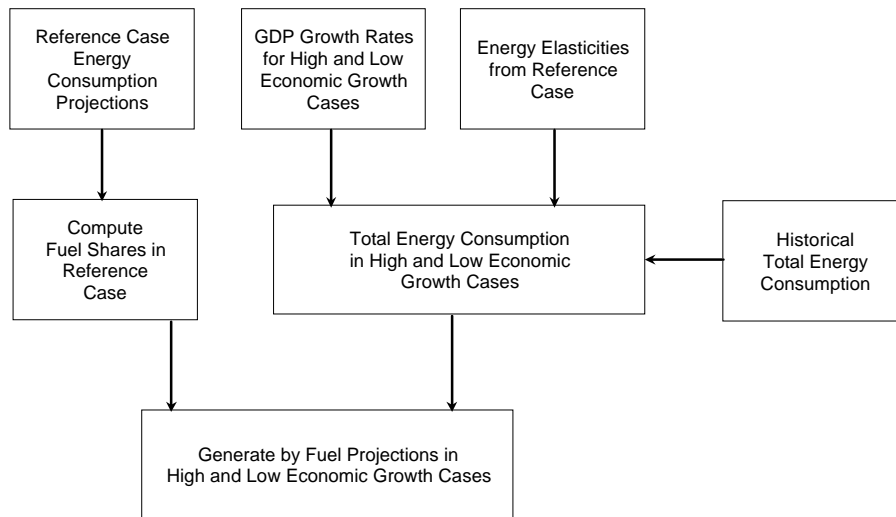 Reference Case
Energy
Consumption
Projections
GDP Growth Rates
for High and Low
Economic Growth
Cases
Energy Elasticities
from Reference
Case
Compute
Fuel Shares in
Reference
Case
Total Energy Consumption
in High and Low Economic
Growth Cases
Historical
Total Energy
Consumption
Generate by Fuel Projections in
High and Low Economic Growth Cases